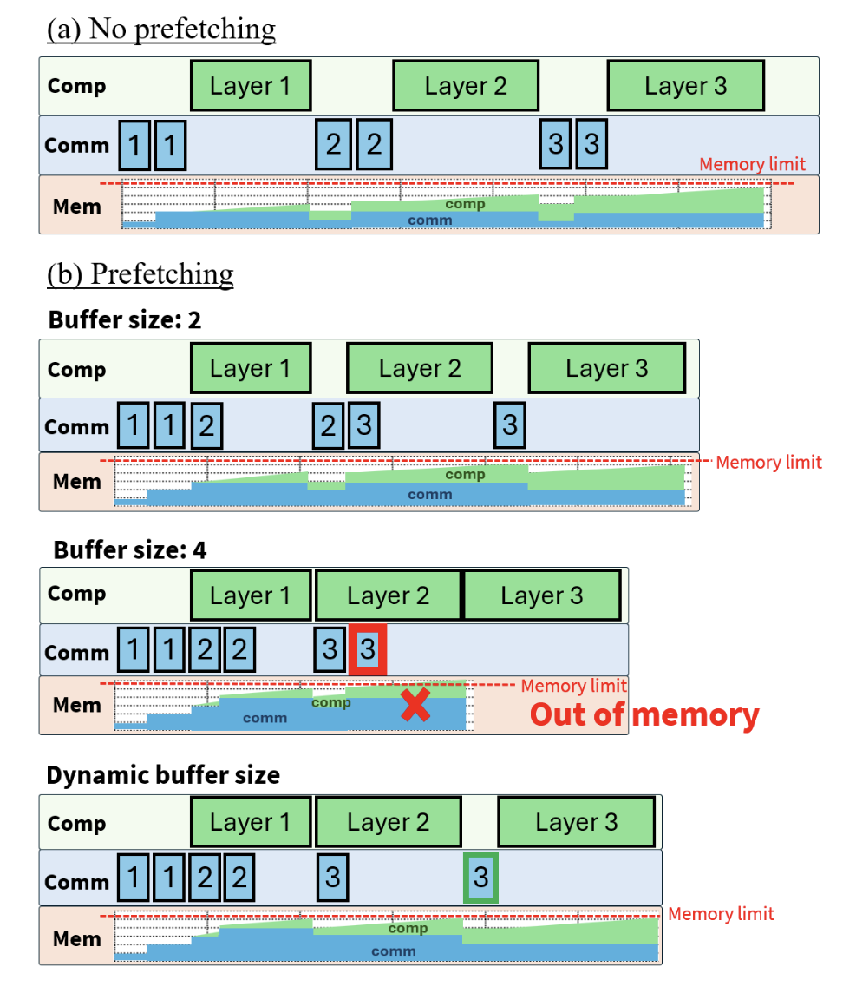 (a) No prefetching
Comp Layer 1 Layer 2 Layer 3
Comm 1 1 2 2 3 3
Memory limit
Mem comp
comm
(b) Prefetching
Buffer size: 2
Comp Layer 1 Layer 2 Layer 3
Comm 1 1 2 2 3 3
Memory limit
Mem comp
comm
Buffer size: 4
Comp Layer 1 Layer 2 Layer 3
Comm 1 1 2 2 3 3
Memory limit
Mem comp
comm
Out of memory
Dynamic buffer size
Comp Layer 1 Layer 2 Layer 3
Comm 1 1 2 2 3 3
Memory limit
Mem comp
comm